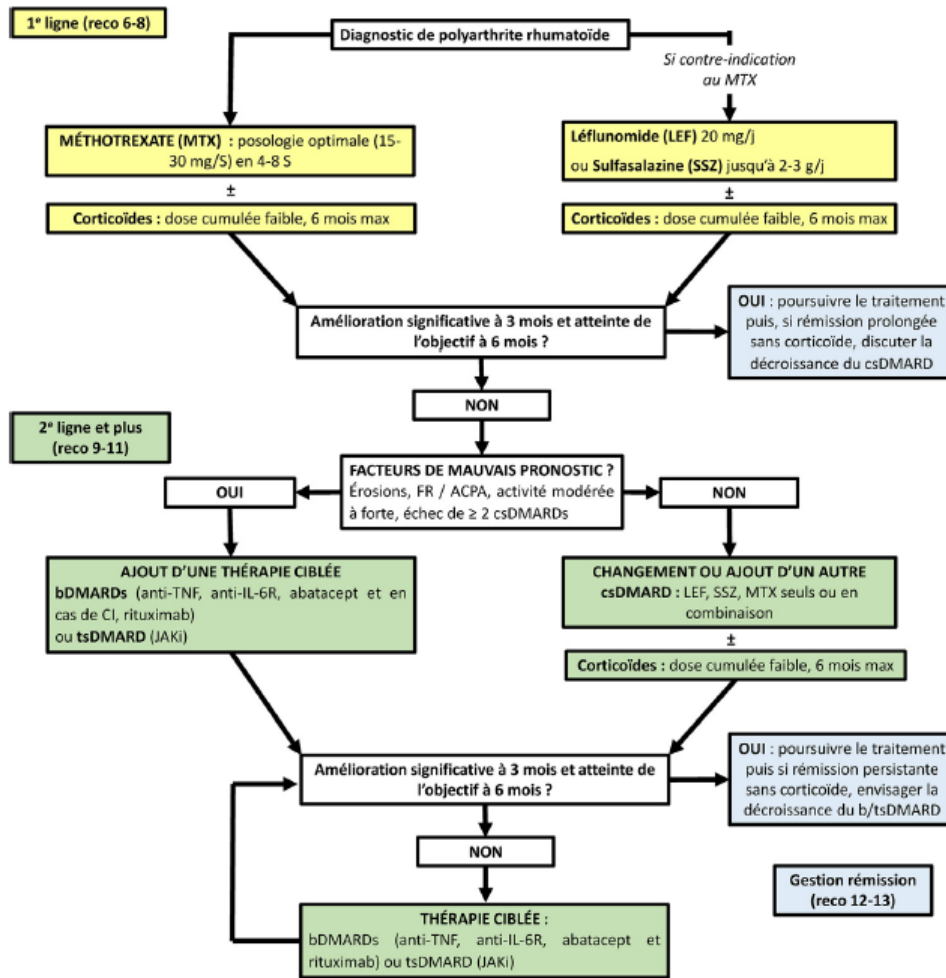 1e ligne (reco 6-8)
Diagnostic de polyarthrite rhumatoïde
Si contre-indication
au MTX
MÉTHOTREXATE (MTX) : posologie optimale (15-
30 mg/S) en 4-8 S
±
Corticoïdes : dose cumulée faible, 6 mois max
Léflunomide (LEF) 20 mg/j
ou Sulfasalazine (SSZ) jusqu'à 2-3 g/j
±
Corticoïdes : dose cumulée faible, 6 mois max
Amélioration significative à 3 mois et atteinte de
l'objectif à 6 mois ?
OUI : poursuivre le traitement
puis, si rémission prolongée
sans corticoïde, discuter la
décroissance du csDMARD
NON
2e ligne et plus
(reco 9-11)
FACTEURS DE MAUVAIS PRONOSTIC ?
Érosions, FR / ACPA, activité modérée
à forte, échec de ≥ 2 csDMARDs
OUI
NON
AJOUT D'UNE THÉRAPIE CIBLÉE
bDMARDs (anti-TNF, anti-IL-6R, abatacept et en
cas de CI, rituximab)
ou tsDMARD (JAKi)
CHANGEMENT OU AJOUT D'UN AUTRE
csDMARD : LEF, SSZ, MTX seuls ou en
combinaison
±
Corticoïdes : dose cumulée faible, 6 mois max
Amélioration significative à 3 mois et atteinte de
l'objectif à 6 mois ?
OUI : poursuivre le traitement
puis si rémission persistante
sans corticoïde, envisager la
décroissance du b/tsDMARD
NON
Gestion rémission
(reco 12-13)
THÉRAPIE CIBLÉE :
bDMARDs (anti-TNF, anti-IL-6R, abatacept et
rituximab) ou tsDMARD (JAKi)